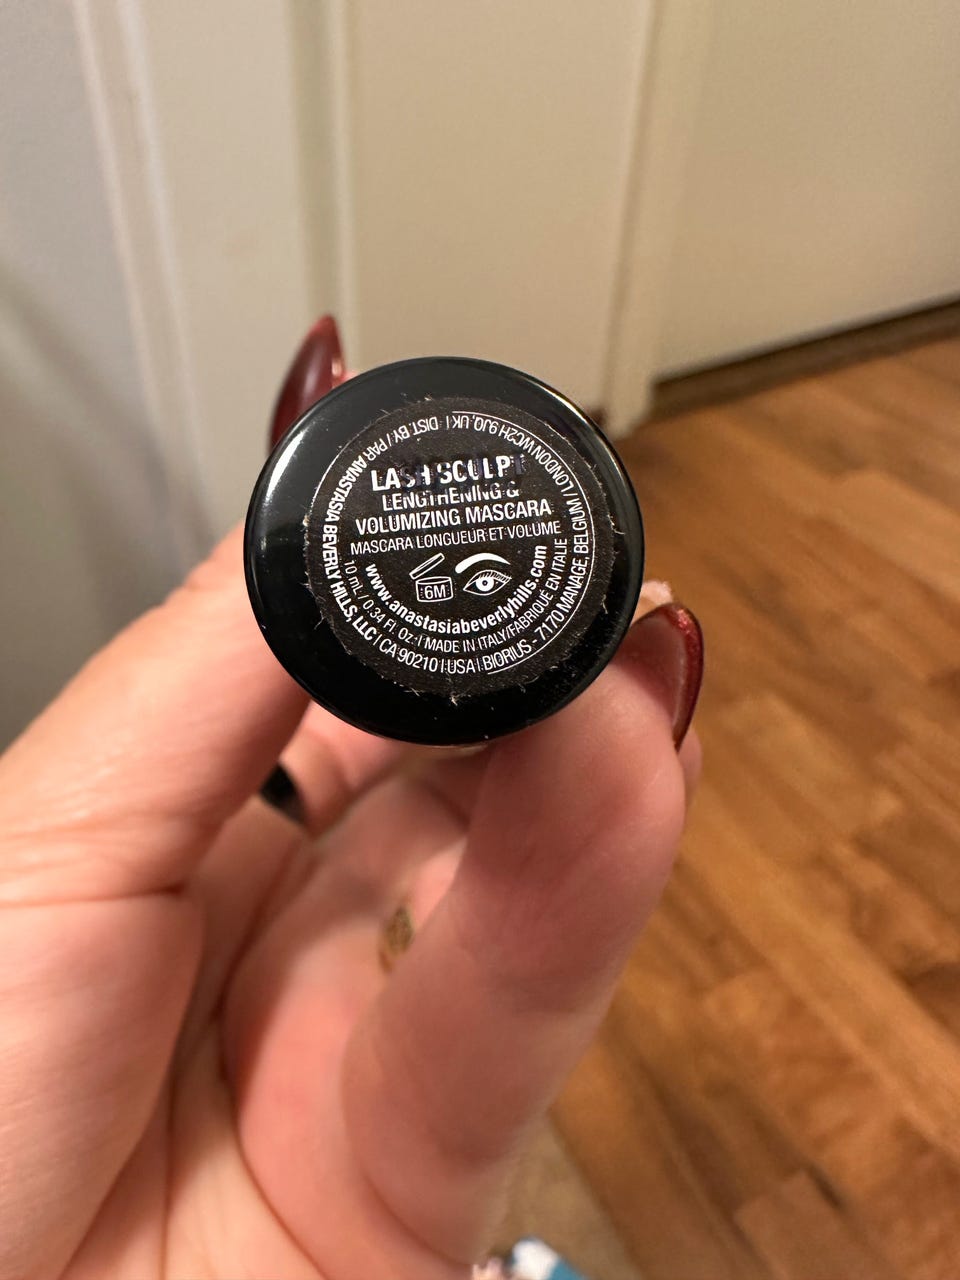 LASH SCULPT
LENGTHENING &
VOLUMIZING MASCARA
MASCARA LONGUEUR ET VOLUME
6M
www.anastasiabeverlyhills.com
10 mL / 0.34 Fl. Oz. | MADE IN ITALY/FABRIQUÉ EN ITALIE
DIST. BY / PAR ANASTASIA BEVERLY HILLS, LLC | CA 90210 | USA | BIORIUS - 7170 MANAGE, BELGIUM / LONDON WC2H 9JQ, UK |